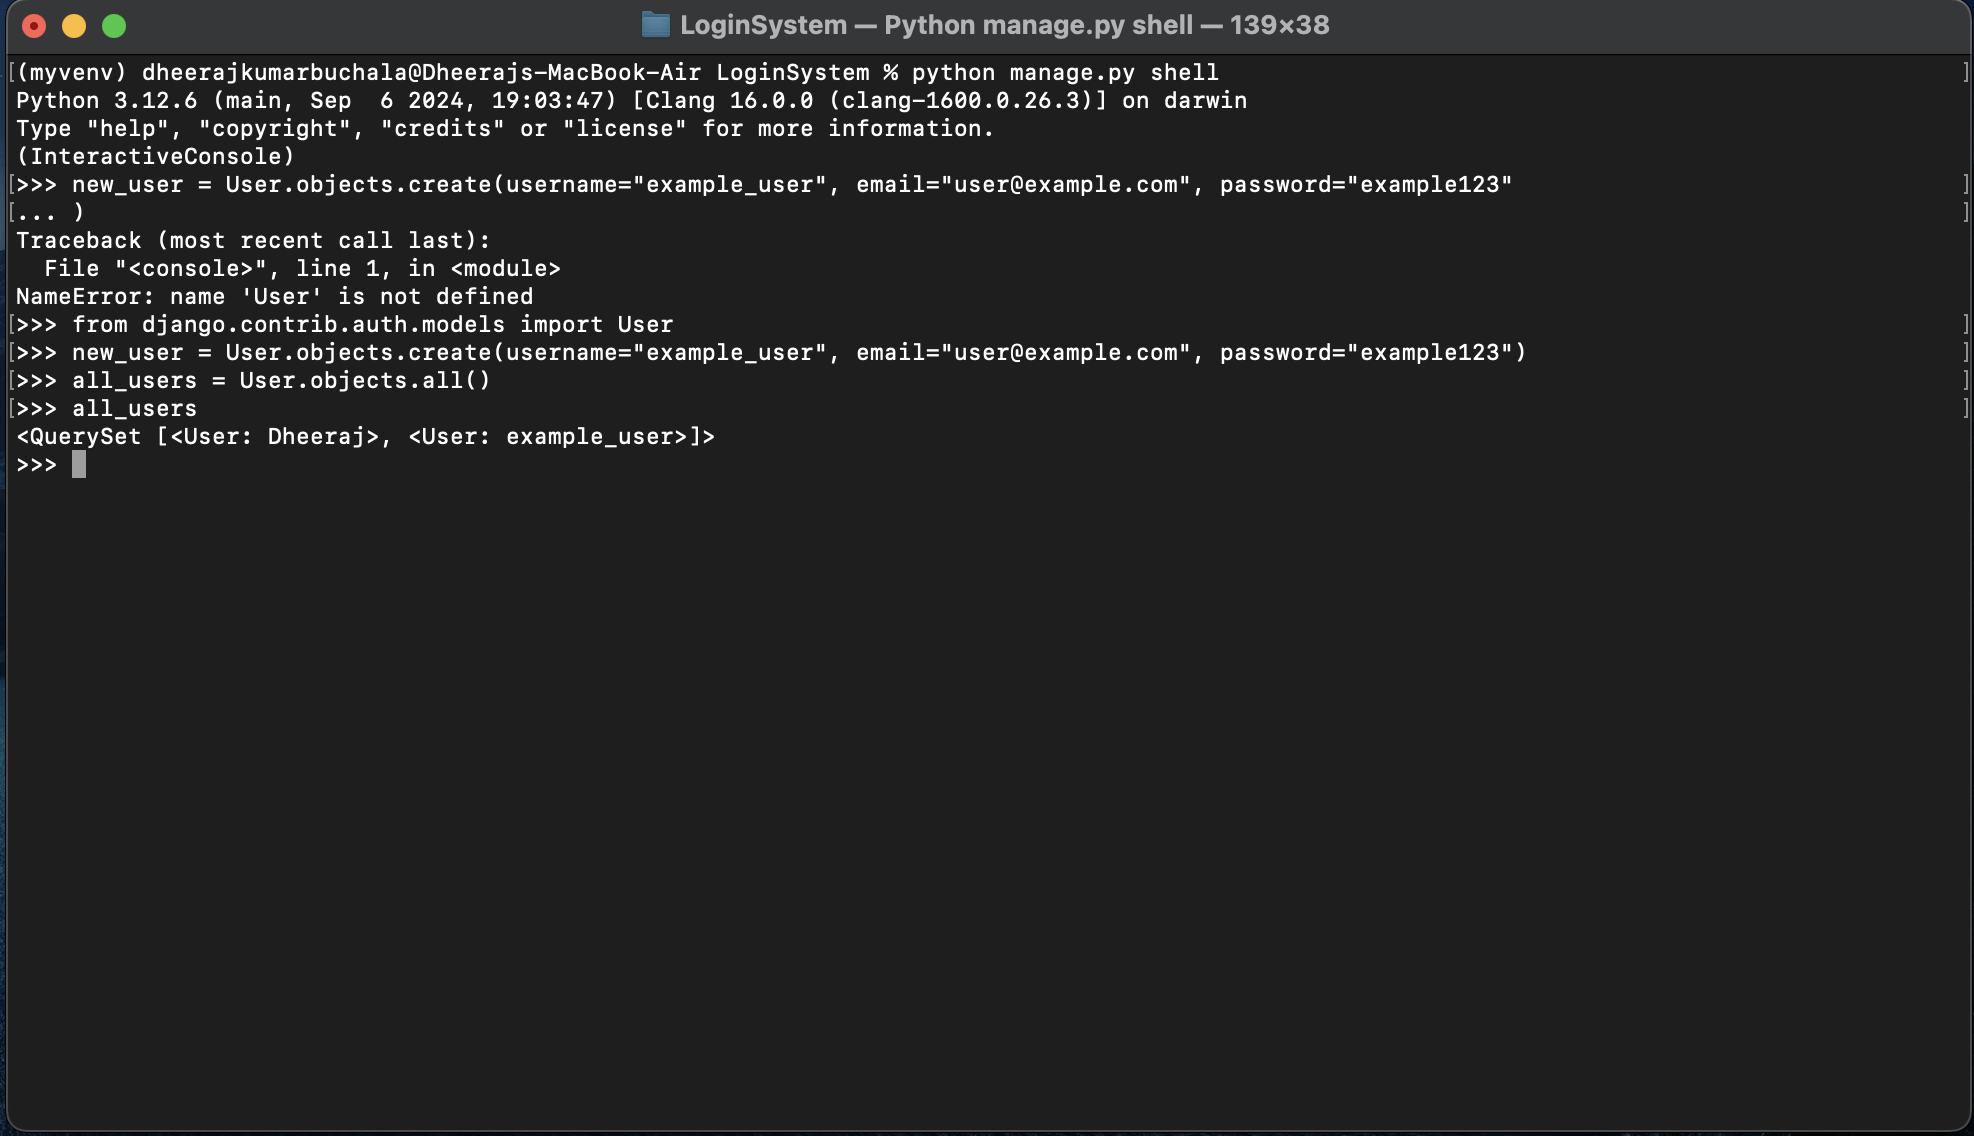 LoginSystem — Python manage.py shell — 139×38
[(myvenv) dheerajkumarbuchala@Dheerajs-MacBook-Air LoginSystem % python manage.py shell ]
Python 3.12.6 (main, Sep  6 2024, 19:03:47) [Clang 16.0.0 (clang-1600.0.26.3)] on darwin
Type "help", "copyright", "credits" or "license" for more information.
(InteractiveConsole)
[>>> new_user = User.objects.create(username="example_user", email="user@example.com", password="example123" ]
[... ) ]
Traceback (most recent call last):
  File "<console>", line 1, in <module>
NameError: name 'User' is not defined
[>>> from django.contrib.auth.models import User ]
[>>> new_user = User.objects.create(username="example_user", email="user@example.com", password="example123") ]
[>>> all_users = User.objects.all() ]
[>>> all_users ]
<QuerySet [<User: Dheeraj>, <User: example_user>]>
>>>